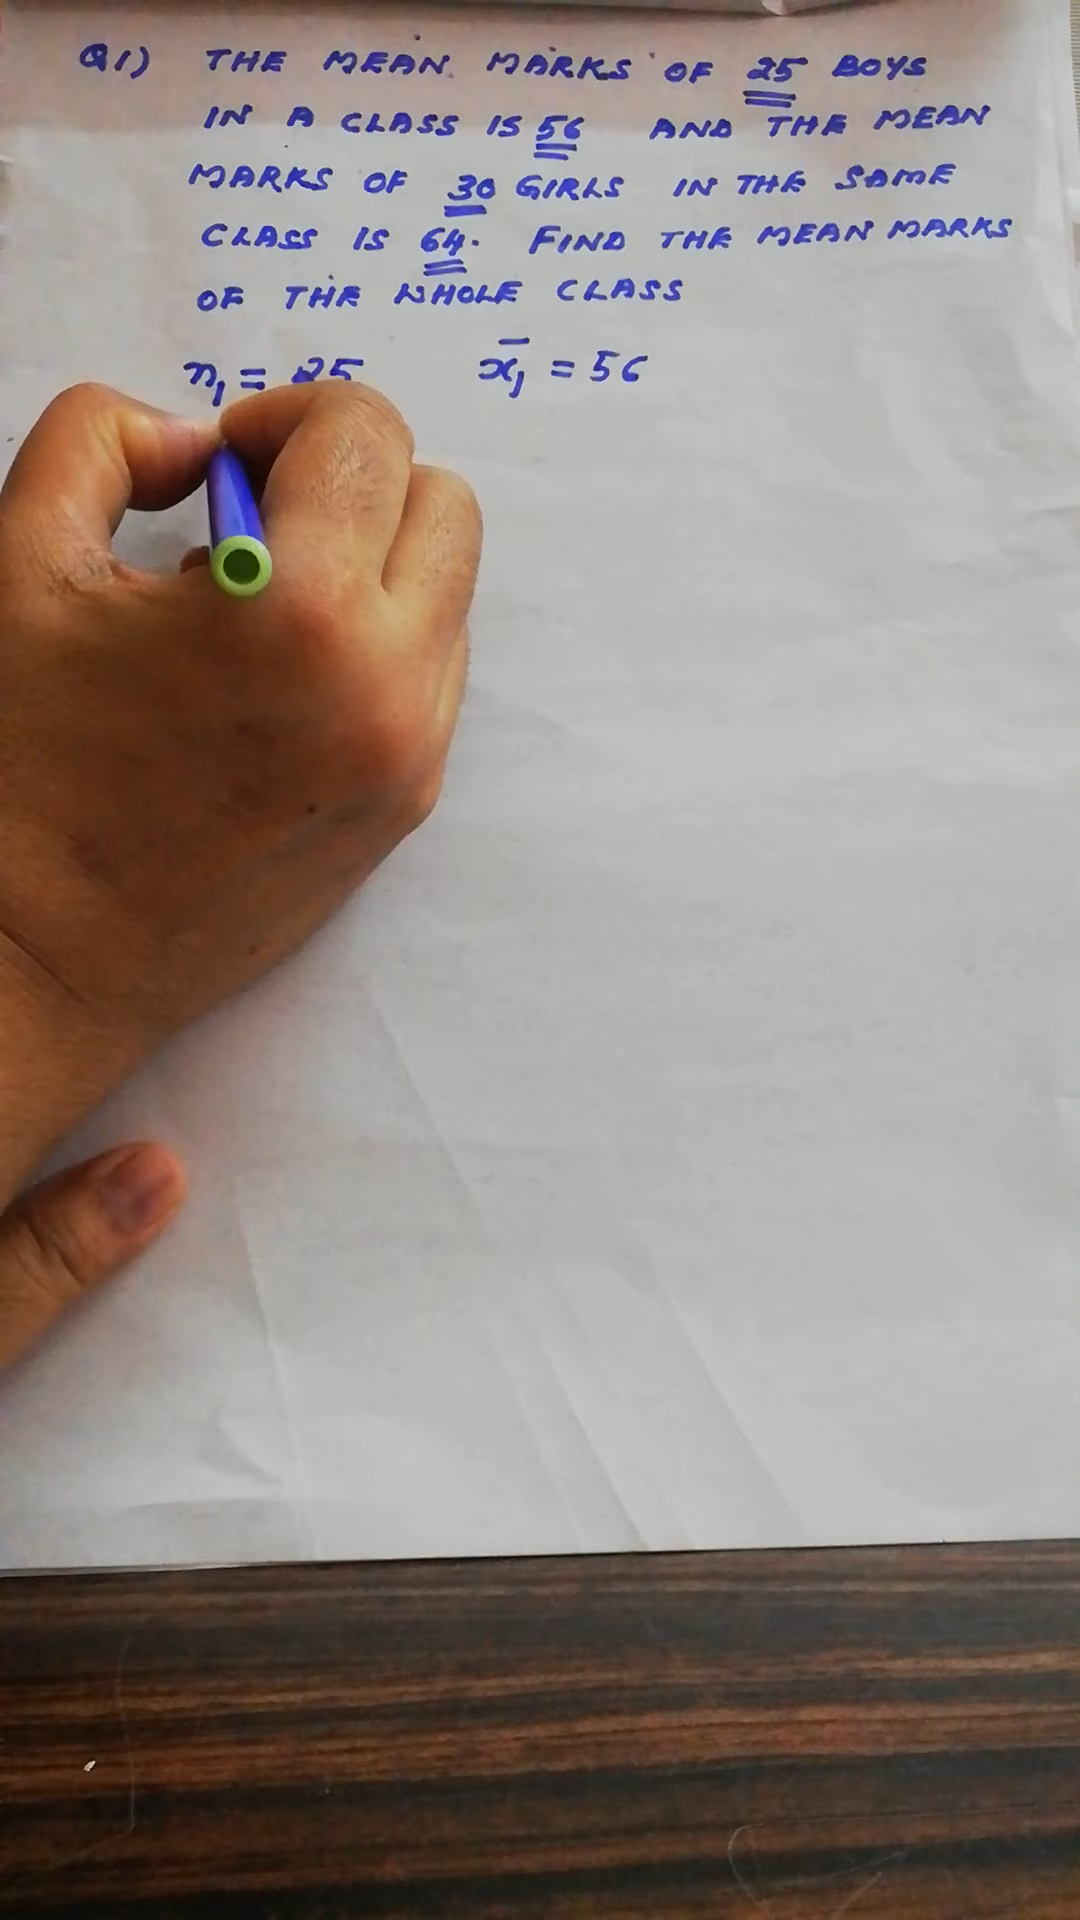 Q1) THE MEAN MARKS OF 25 BOYS
IN A CLASS IS 56 AND THE MEAN
MARKS OF 30 GIRLS IN THE SAME
CLASS IS 64. FIND THE MEAN MARKS
OF THE WHOLE CLASS
n₁ = 25 x̄₁ = 56